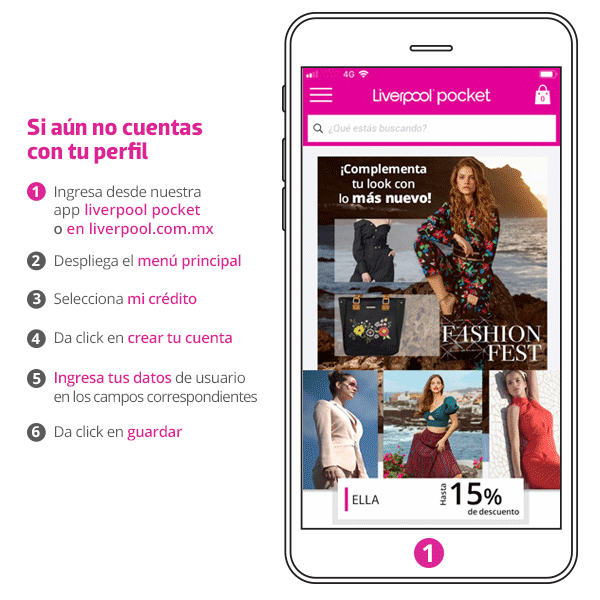 Si aún no cuentas
con tu perfil
1 Ingresa desde nuestra
app liverpool pocket
o en liverpool.com.mx
2 Despliega el menú principal
3 Selecciona mi crédito
4 Da click en crear tu cuenta
5 Ingresa tus datos de usuario
en los campos correspondientes
6 Da click en guardar
4G
Liverpool pocket
0
¿Qué estás buscando?
¡Complementa
tu look con
lo más nuevo!
FASHION
FEST
ELLA
Hasta
15%
de descuento
1